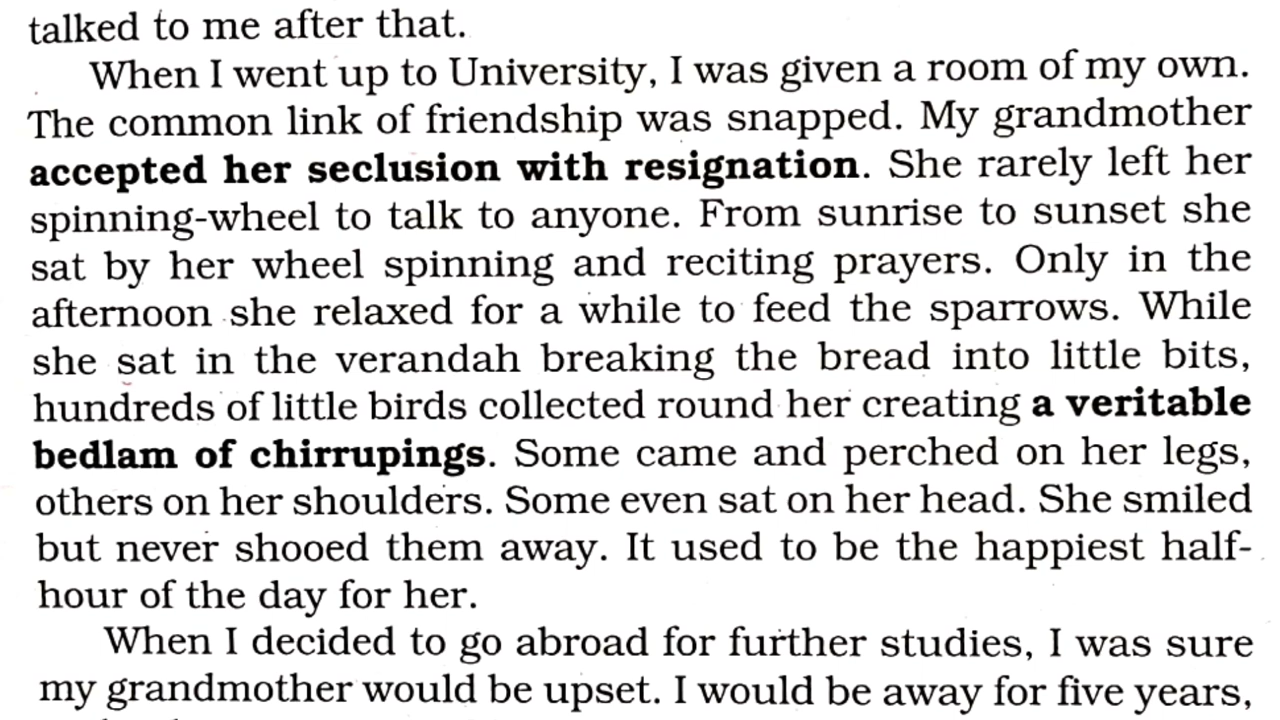 talked to me after that.
When I went up to University, I was given a room of my own.
The common link of friendship was snapped. My grandmother
accepted her seclusion with resignation. She rarely left her
spinning-wheel to talk to anyone. From sunrise to sunset she
sat by her wheel spinning and reciting prayers. Only in the
afternoon she relaxed for a while to feed the sparrows. While
she sat in the verandah breaking the bread into little bits,
hundreds of little birds collected round her creating a veritable
bedlam of chirrupings. Some came and perched on her legs,
others on her shoulders. Some even sat on her head. She smiled
but never shooed them away. It used to be the happiest half-
hour of the day for her.
When I decided to go abroad for further studies, I was sure
my grandmother would be upset. I would be away for five years,